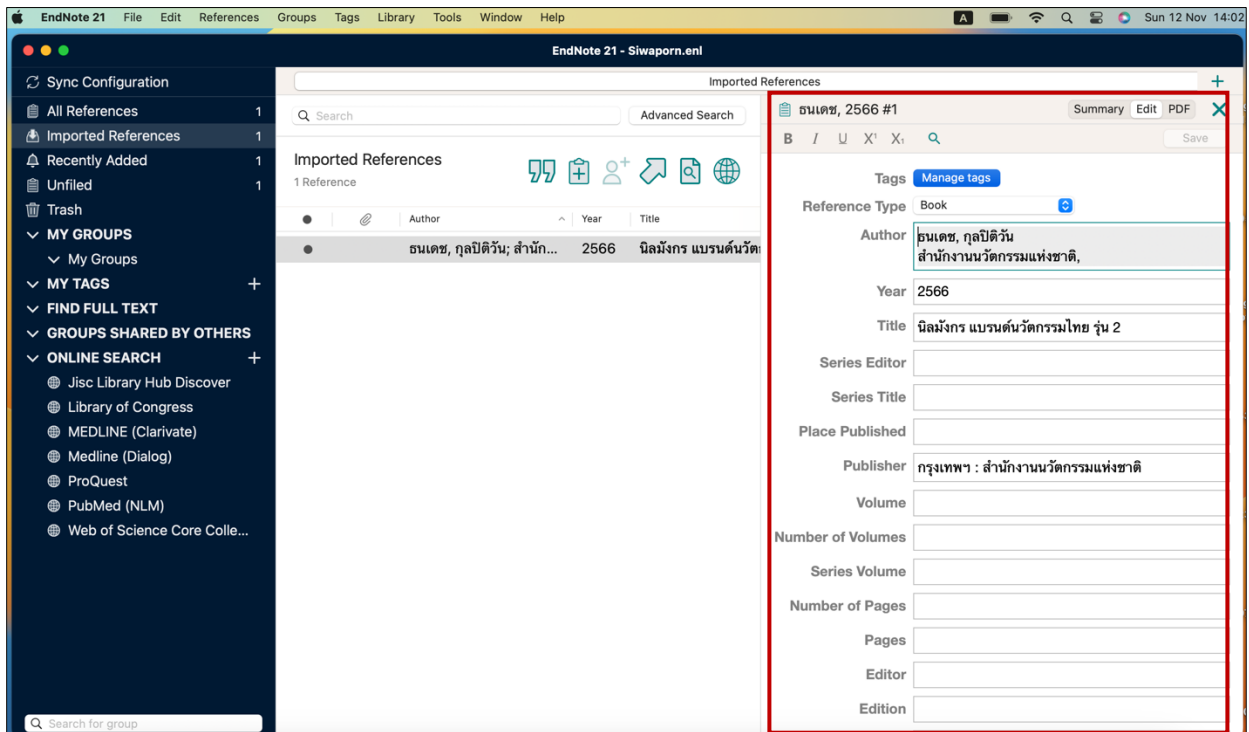 EndNote 21 File Edit References Groups Tags Library Tools Window Help A Sun 12 Nov 14:02
EndNote 21 - Siwaporn.enl
Sync Configuration
All References 1
Imported References 1
Recently Added 1
Unfiled 1
Trash
MY GROUPS
My Groups
MY TAGS +
FIND FULL TEXT
GROUPS SHARED BY OTHERS
ONLINE SEARCH +
Jisc Library Hub Discover
Library of Congress
MEDLINE (Clarivate)
Medline (Dialog)
ProQuest
PubMed (NLM)
Web of Science Core Colle...
Search for group
Imported References +
Search Advanced Search
Imported References
1 Reference
Author Year Title
ธนเดช, กุลปิติวัน; สำนัก... 2566 นิลมังกร แบรนด์นวัต
ธนเดช, 2566 #1 Summary Edit PDF
B I U X¹ X₁ Save
Tags Manage tags
Reference Type Book
Author ธนเดช, กุลปิติวัน
สำนักงานนวัตกรรมแห่งชาติ,
Year 2566
Title นิลมังกร แบรนด์นวัตกรรมไทย รุ่น 2
Series Editor
Series Title
Place Published
Publisher กรุงเทพฯ : สำนักงานนวัตกรรมแห่งชาติ
Volume
Number of Volumes
Series Volume
Number of Pages
Pages
Editor
Edition